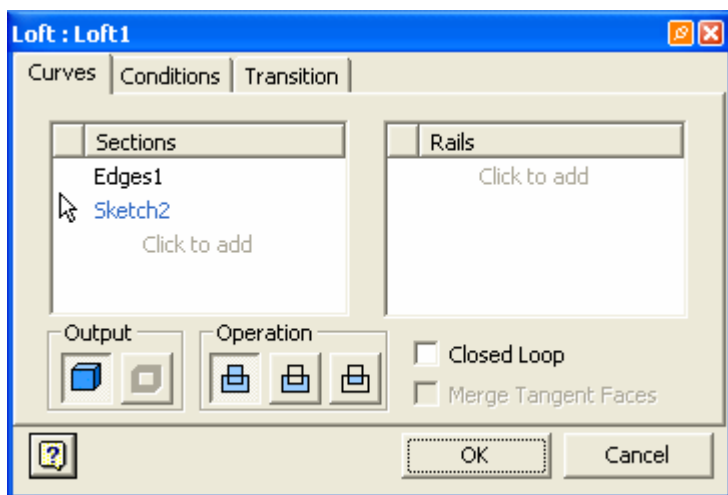 Loft : Loft1
Curves Conditions Transition
Sections
Edges1
Sketch2
Click to add
Rails
Click to add
Output
Operation
Closed Loop
Merge Tangent Faces
OK
Cancel